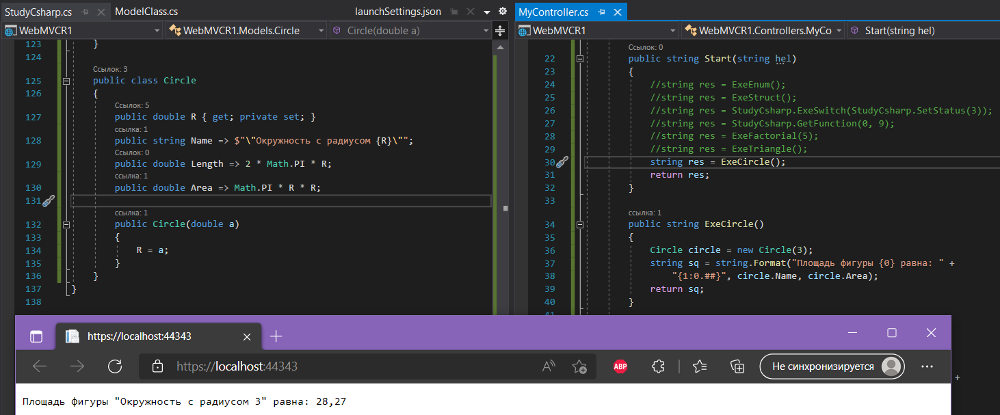 StudyCsharp.cs ModelClass.cs launchSettings.json
WebMVCR1 WebMVCR1.Models.Circle Circle(double a)
123 }
124
Ссылок: 3
125 public class Circle
126 {
Ссылок: 5
127 public double R { get; private set; }
ссылка: 1
128 public string Name => $"\"Окружность с радиусом {R}\"";
Ссылок: 0
129 public double Length => 2 * Math.PI * R;
ссылка: 1
130 public double Area => Math.PI * R * R;
131
ссылка: 1
132 public Circle(double a)
133 {
134 R = a;
135 }
136 }
137 }
138
MyController.cs
WebMVCR1 WebMVCR1.Controllers.MyCo Start(string hel)
Ссылок: 0
22 public string Start(string hel)
23 {
24 //string res = ExeEnum();
25 //string res = ExeStruct();
26 //string res = StudyCsharp.ExeSwitch(StudyCsharp.SetStatus(3));
27 //string res = StudyCsharp.GetFunction(0, 9);
28 //string res = ExeFactorial(5);
29 //string res = ExeTriangle();
30 string res = ExeCircle();
31 return res;
32 }
33
ссылка: 1
34 public string ExeCircle()
35 {
36 Circle circle = new Circle(3);
37 string sq = string.Format("Площадь фигуры {0} равна: " +
38 "{1:0.##}", circle.Name, circle.Area);
39 return sq;
40 }
41
https://localhost:44343
https://localhost:44343 A ABP Не синхронизируется
Площадь фигуры "Окружность с радиусом 3" равна: 28,27